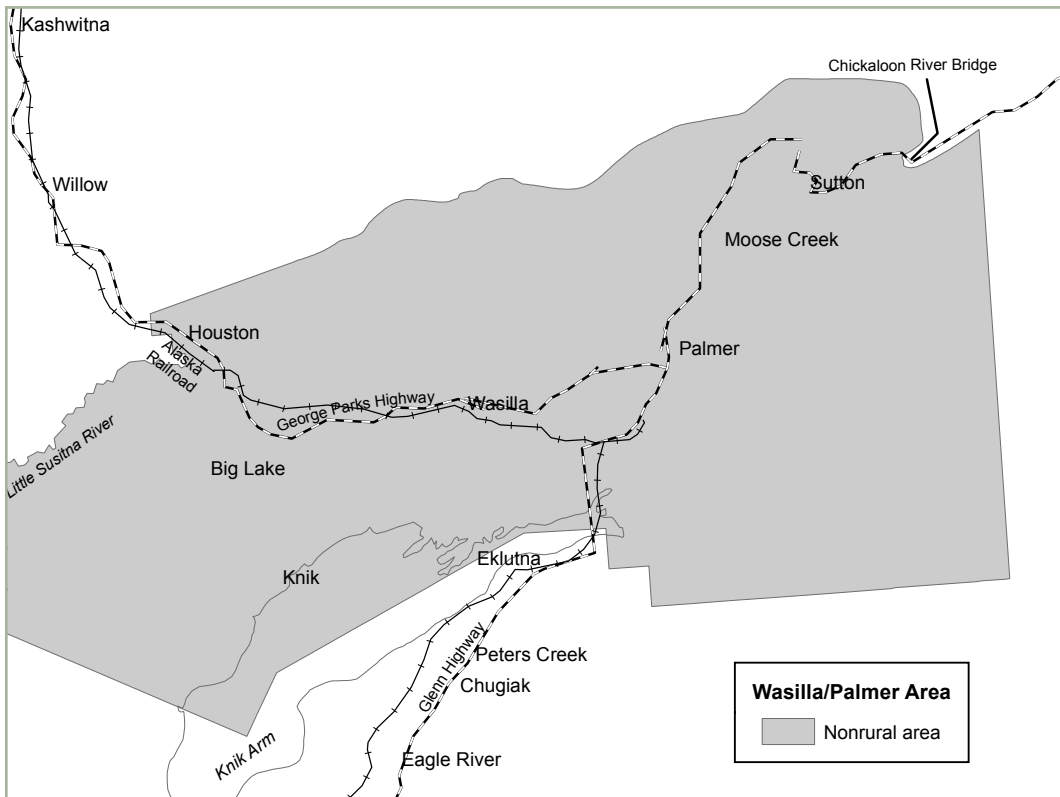 Kashwitna
Chickaloon River Bridge
Willow
Sutton
Moose Creek
Houston
Alaska
Railroad
Palmer
George Parks Highway
Wasilla
Little Susitna River
Big Lake
Eklutna
Knik
Glenn Highway
Peters Creek
Chugiak
Knik Arm
Eagle River
Wasilla/Palmer Area
Nonrural area